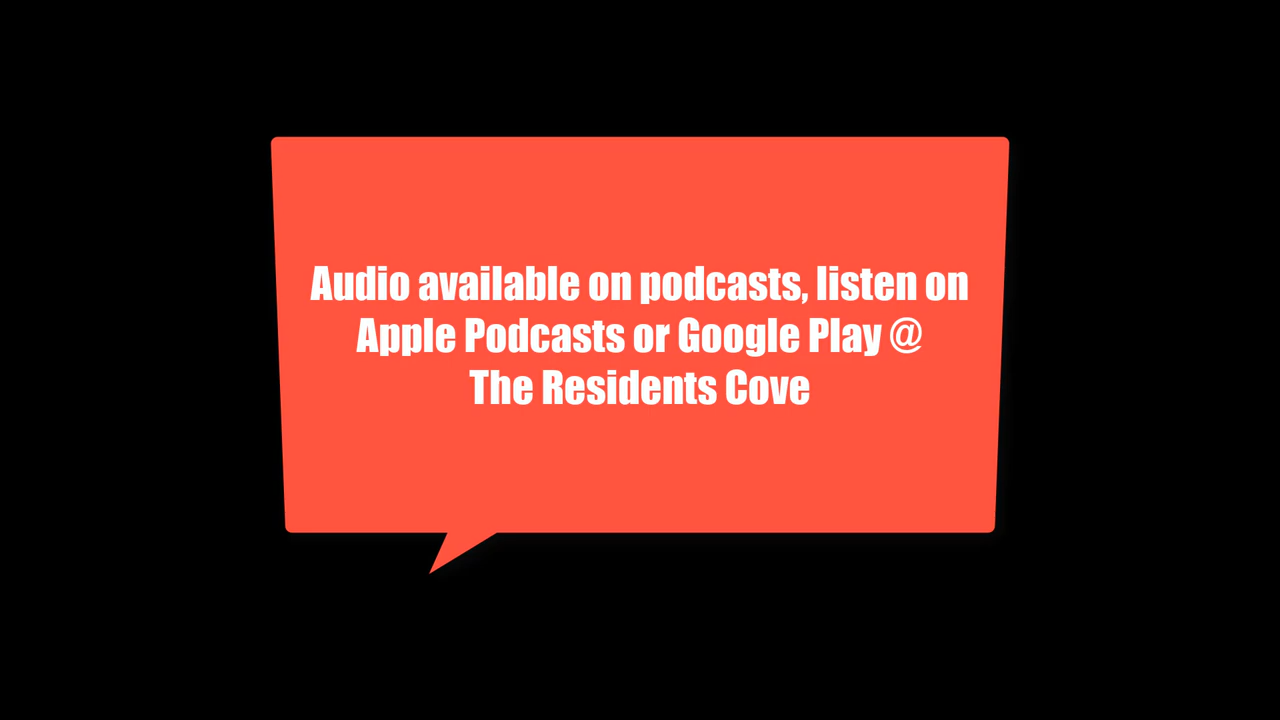 Audio available on podcasts, listen on
Apple Podcasts or Google Play @
The Residents Cove